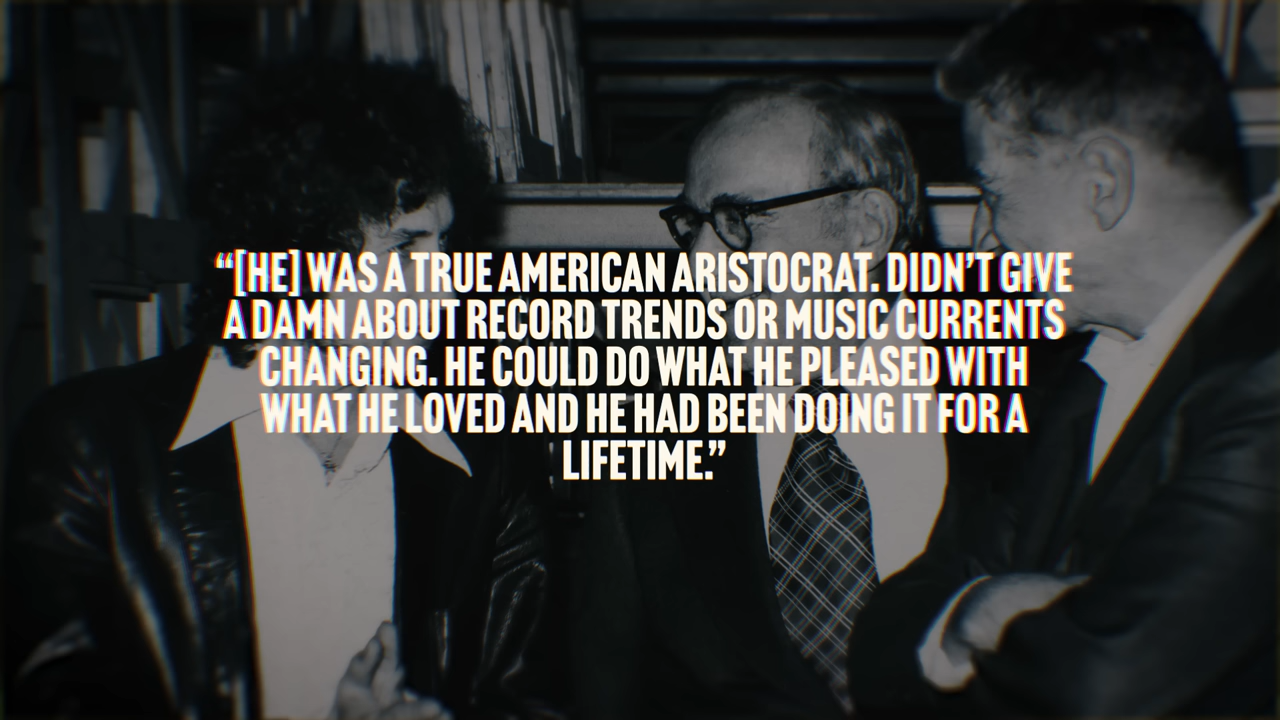 “[HE] WAS A TRUE AMERICAN ARISTOCRAT. DIDN’T GIVE
A DAMN ABOUT RECORD TRENDS OR MUSIC CURRENTS
CHANGING. HE COULD DO WHAT HE PLEASED WITH
WHAT HE LOVED AND HE HAD BEEN DOING IT FOR A
LIFETIME.”